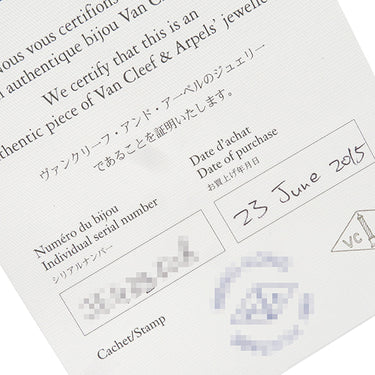 Nous vous certifions
authentique bijou Van C
We certify that this is an
thentic piece of Van Cleef & Arpels' jewelle
ヴァンクリーフ・アンド・アーペルのジュエリー
であることを証明いたします。
Date d'achat
Date of purchase
お買上げ年月日
23 June 2015
Numéro du bijou
Individual serial number
シリアルナンバー
VC
Cachet/Stamp